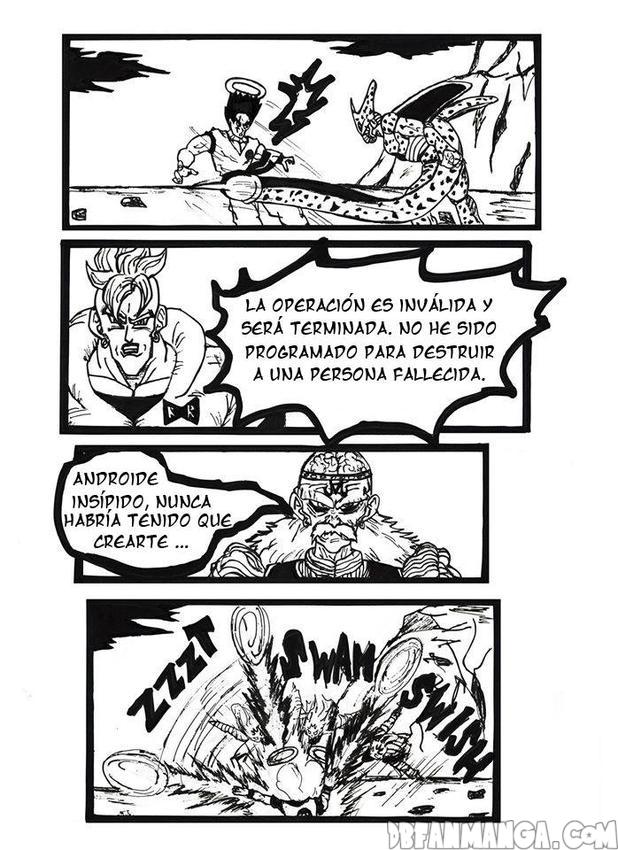 LA OPERACIÓN ES INVÁLIDA Y
SERÁ TERMINADA. NO HE SIDO
PROGRAMADO PARA DESTRUIR
A UNA PERSONA FALLECIDA.
R R
ANDROIDE
INSÍPIDO, NUNCA
HABRÍA TENIDO QUE
CREARTE ...
ZZZT
SWAM
SWISH
DBFANMANGA.COM